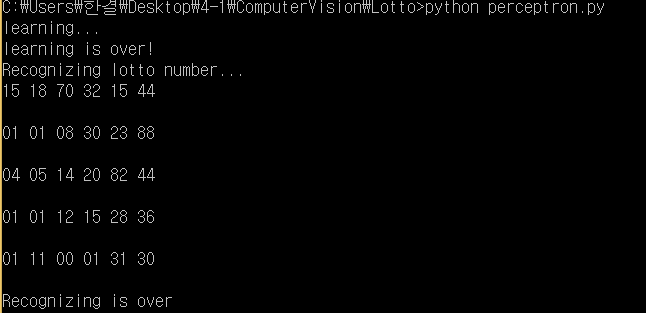 C:₩Users₩한결₩Desktop₩4-1₩ComputerVision₩Lotto>python perceptron.py
learning...
learning is over!
Recognizing lotto number...
15 18 70 32 15 44
01 01 08 30 23 88
04 05 14 20 82 44
01 01 12 15 28 36
01 11 00 01 31 30
Recognizing is over